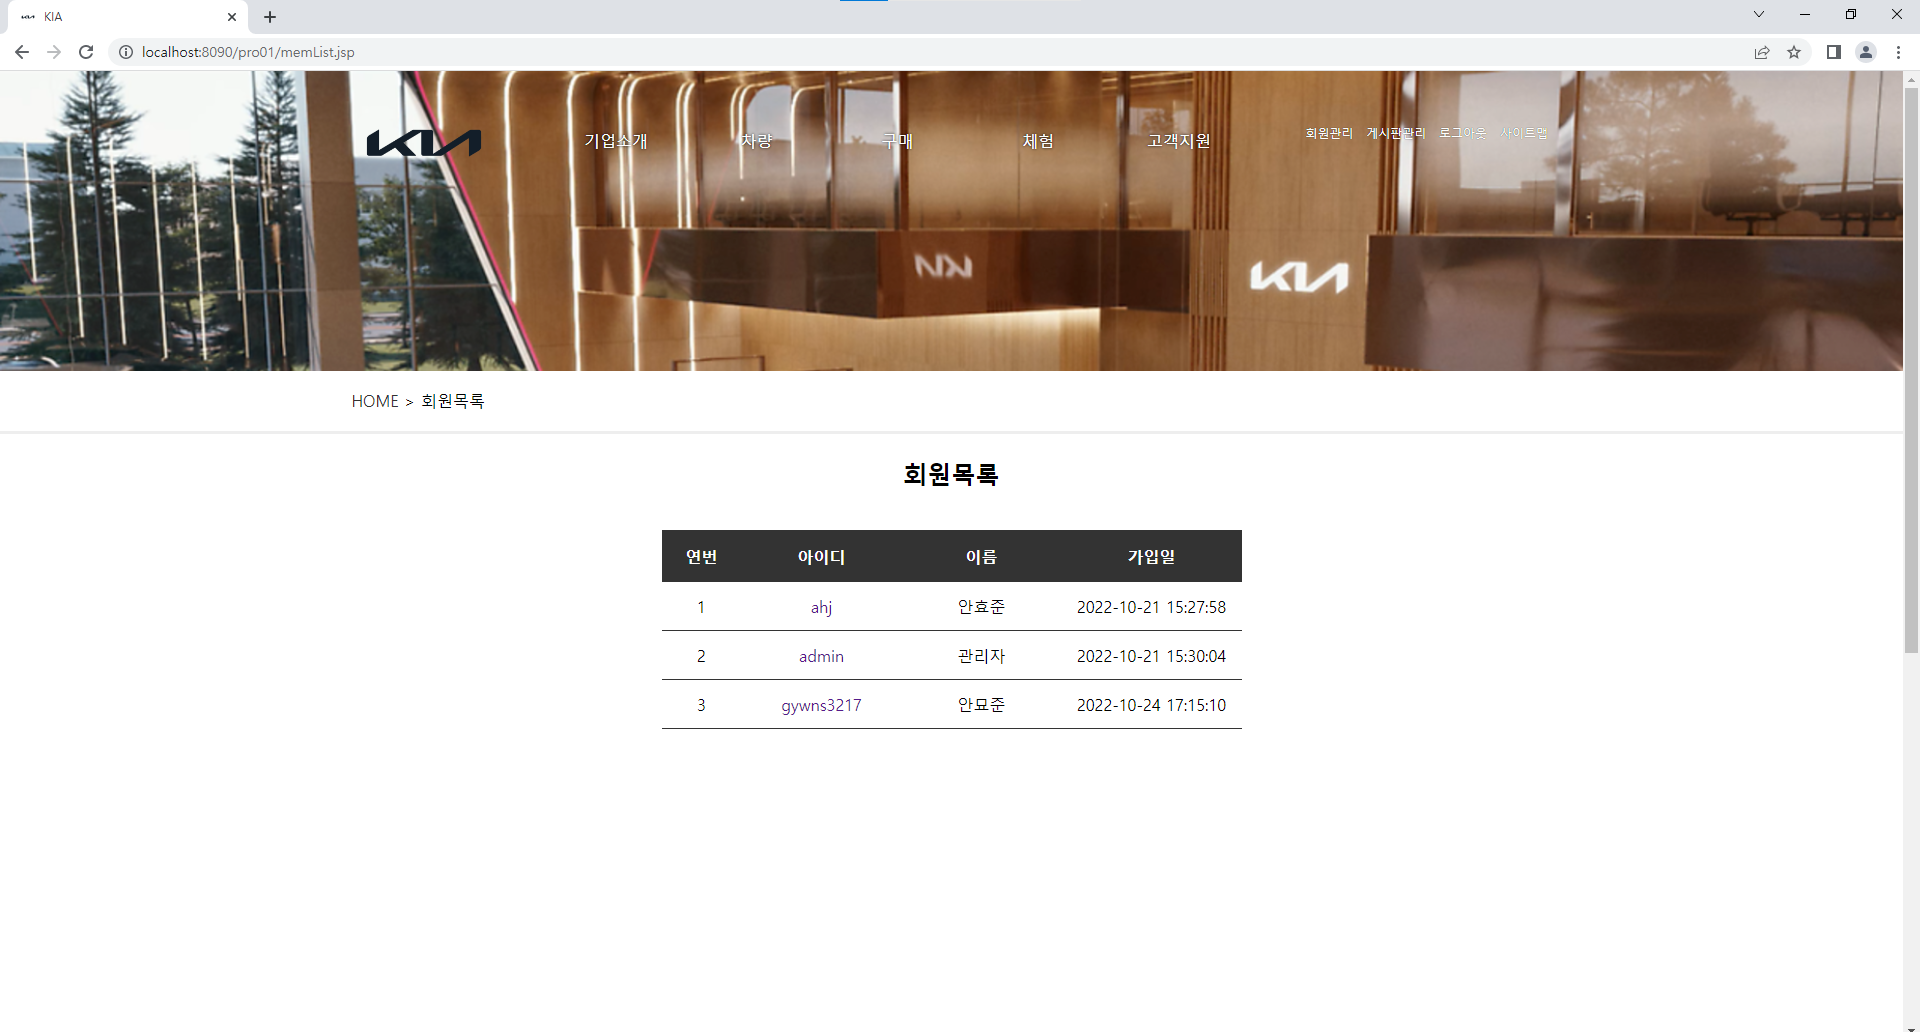 KIA
localhost:8090/pro01/memList.jsp
KIA 기업소개 차량 구매 체험 고객지원 회원관리 게시판관리 로그아웃 사이트맵
KIA
HOME > 회원목록
회원목록
연번 아이디 이름 가입일
1 ahj 안효준 2022-10-21 15:27:58
2 admin 관리자 2022-10-21 15:30:04
3 gywns3217 안묘준 2022-10-24 17:15:10